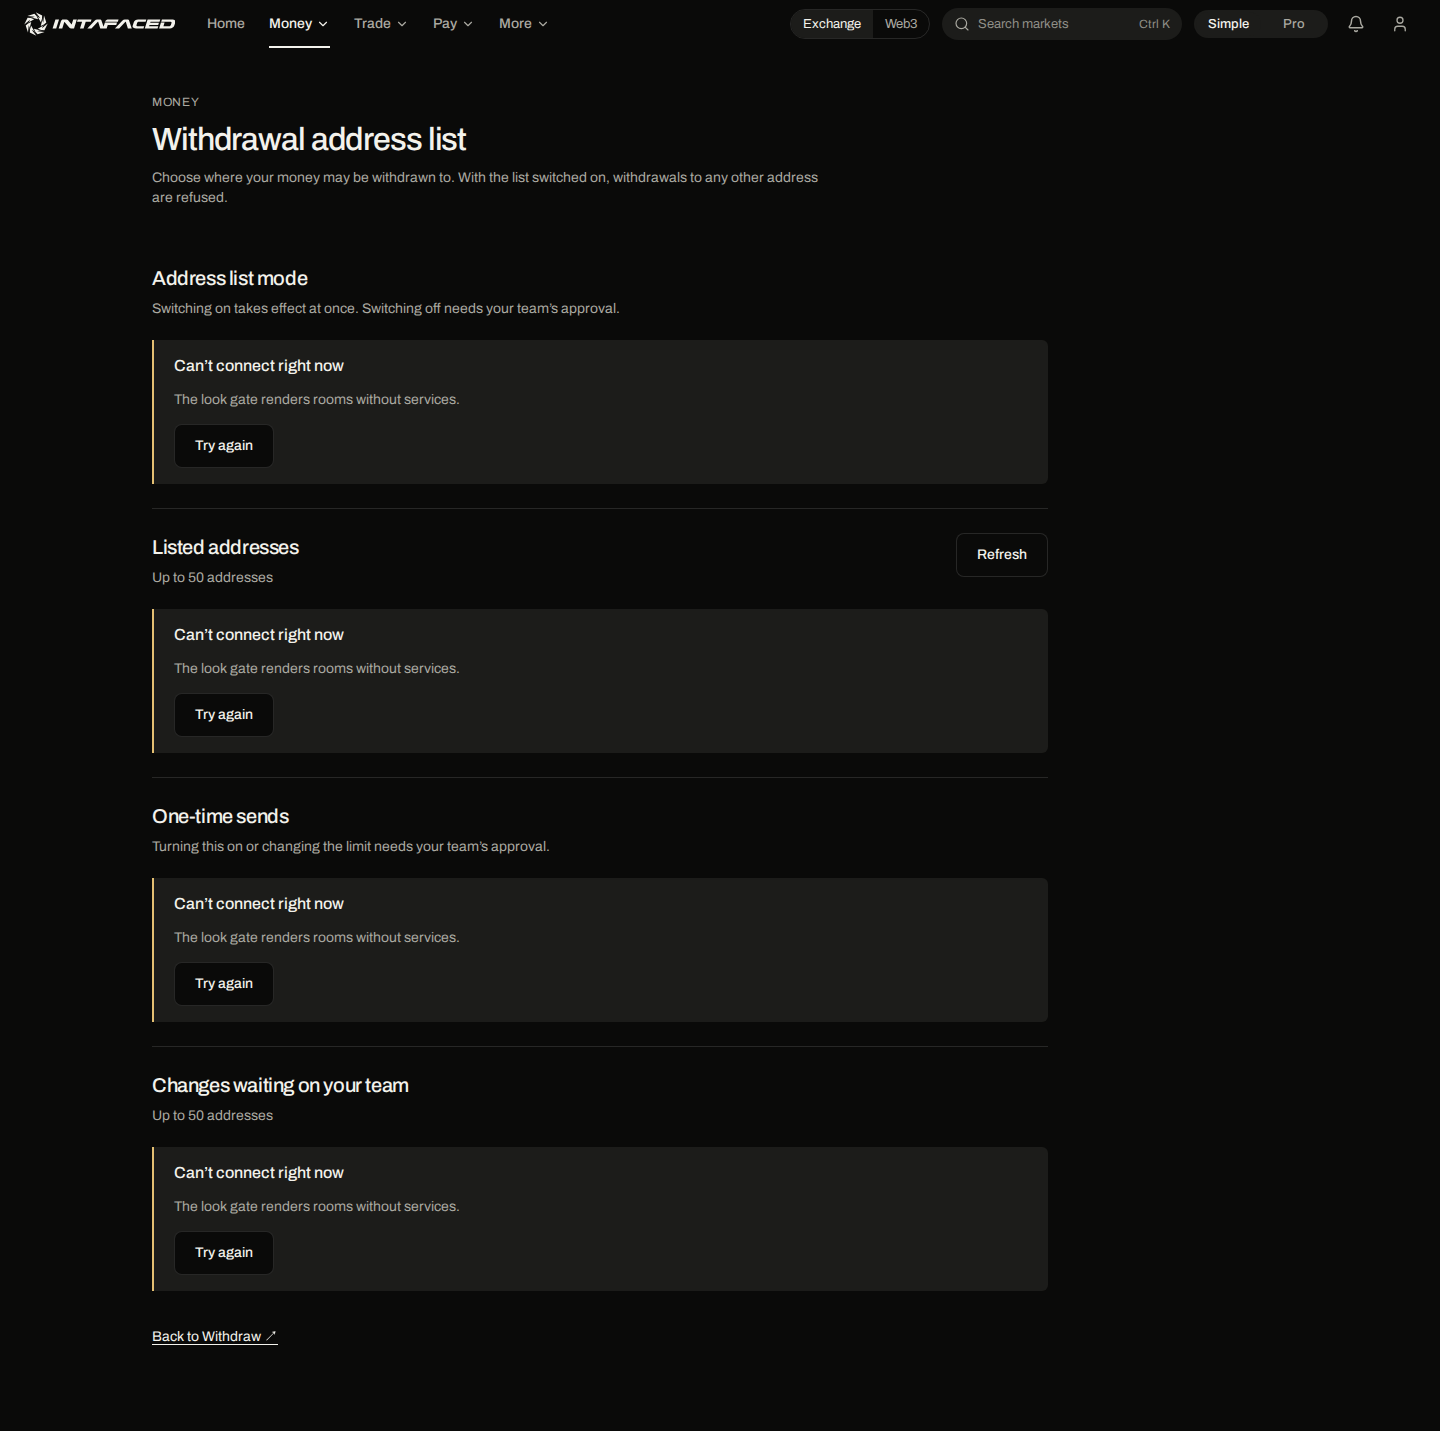 INTAFACED
Home
Money
Trade
Pay
More
Exchange
Web3
Search markets
Ctrl K
Simple
Pro
MONEY
Withdrawal address list
Choose where your money may be withdrawn to. With the list switched on, withdrawals to any other address
are refused.
Address list mode
Switching on takes effect at once. Switching off needs your team’s approval.
Can’t connect right now
The look gate renders rooms without services.
Try again
Listed addresses
Refresh
Up to 50 addresses
Can’t connect right now
The look gate renders rooms without services.
Try again
One-time sends
Turning this on or changing the limit needs your team’s approval.
Can’t connect right now
The look gate renders rooms without services.
Try again
Changes waiting on your team
Up to 50 addresses
Can’t connect right now
The look gate renders rooms without services.
Try again
Back to Withdraw ↗